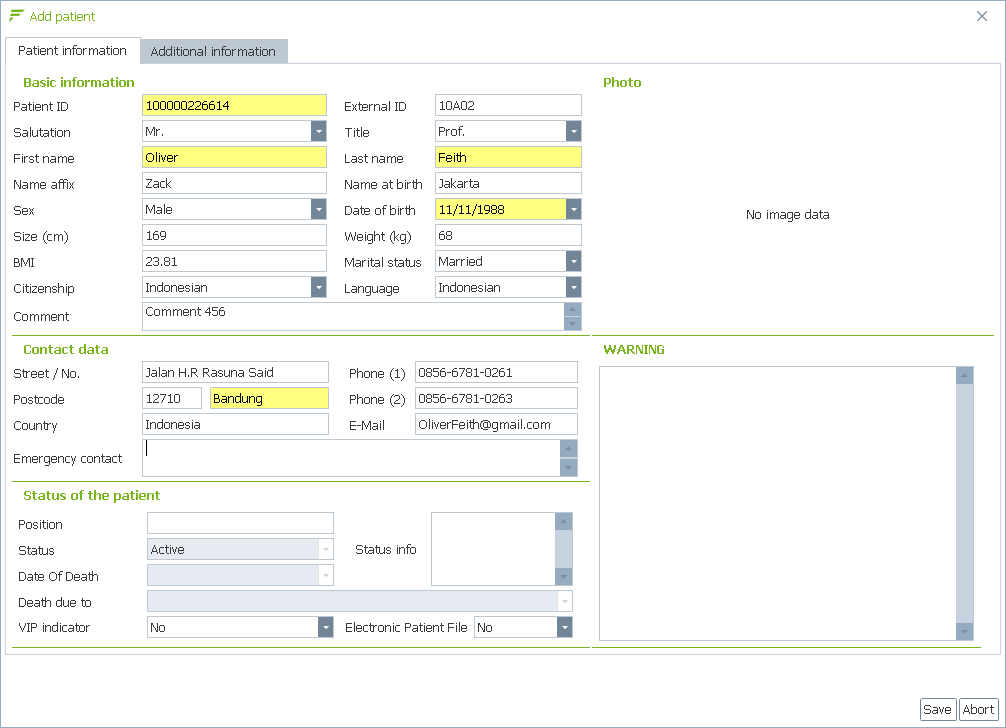 Add patient
Patient information Additional information
Basic information Photo
Patient ID 100000226614 External ID 10A02
Salutation Mr. Title Prof.
First name Oliver Last name Feith
Name affix Zack Name at birth Jakarta
Sex Male Date of birth 11/11/1988
No image data
Size (cm) 169 Weight (kg) 68
BMI 23.81 Marital status Married
Citizenship Indonesian Language Indonesian
Comment Comment 456
Contact data WARNING
Street / No. Jalan H.R Rasuna Said Phone (1) 0856-6781-0261
Postcode 12710 Bandung Phone (2) 0856-6781-0263
Country Indonesia E-Mail OliverFeith@gmail.com
Emergency contact
Status of the patient
Position
Status Active Status info
Date Of Death
Death due to
VIP indicator No Electronic Patient File No
Save Abort